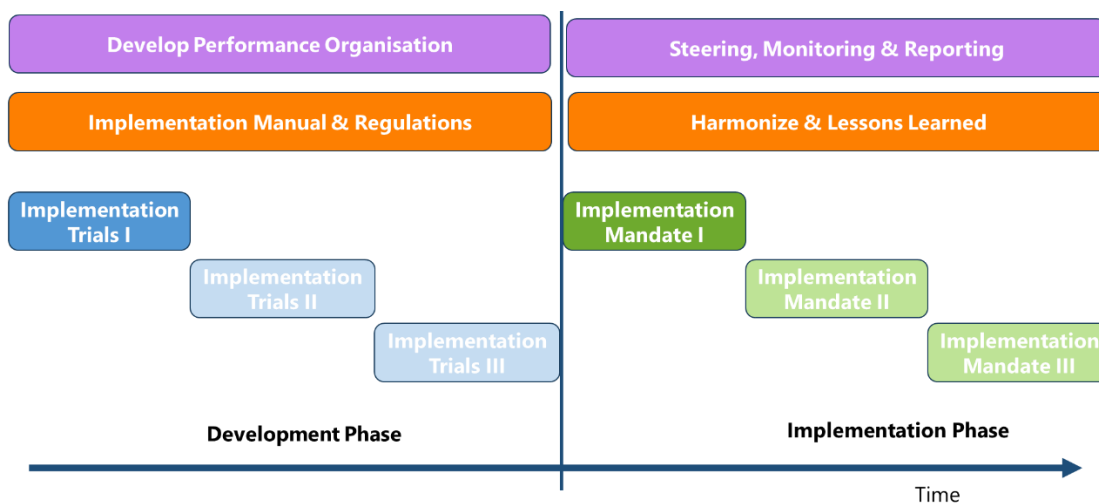 Develop Performance Organisation
Steering, Monitoring & Reporting
Implementation Manual & Regulations
Harmonize & Lessons Learned
Implementation
Trials I
Implementation
Mandate I
Implementation
Trials II
Implementation
Mandate II
Implementation
Trials III
Implementation
Mandate III
Development Phase
Implementation Phase
Time